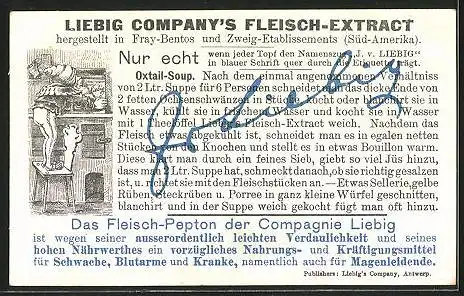 LIEBIG COMPANY'S FLEISCH-EXTRACT
hergestellt in Fray-Bentos und Zweig-Etablissements (Süd-Amerika).
Nur echt wenn jeder Topf den Namenszug „J. v. LIEBIG"
in blauer Schrift quer durch die Etiquette trägt.
Oxtail-Soup. Nach dem einmal angenommenen Verhältniss
von 2 Ltr. Suppe für 6 Personen schneidet man das dicke Ende von
2 fetten Ochsenschwänzen in Stücke, kocht oder blanchirt sie in
Wasser, kühlt sie in frischem Wasser und kocht sie in Wasser
mit Liebig's Fleisch-Extract weich. Nachdem das
Fleisch etwas abgekühlt ist, schneidet man es in egalen netten
Stücken vom Knochen und stellt es in etwas Bouillon warm.
Diese klärt man durch ein feines Sieb, giebt so viel Jüs hinzu,
dass man 2 Ltr. Suppe hat, schmeckt danach, ob sie richtig gesalzen
ist, u. richtet sie mit den Fleischstücken an. — Etwas Sellerie, gelbe
Rüben, Steckrüben u. Porree in ganz kleine Würfel geschnitten,
blanchirt und in der Suppe weich gekocht fügt man oft hinzu.
Das Fleisch-Pepton der Compagnie Liebig
ist wegen seiner ausserordentlich leichten Verdaulichkeit und seines
hohen Nährwerthes ein vorzügliches Nahrungs- und Kräftigungsmittel
für Schwache, Blutarme und Kranke, namentlich auch für Magenleidende.
Publishers: Liebig's Company, Antwerp.